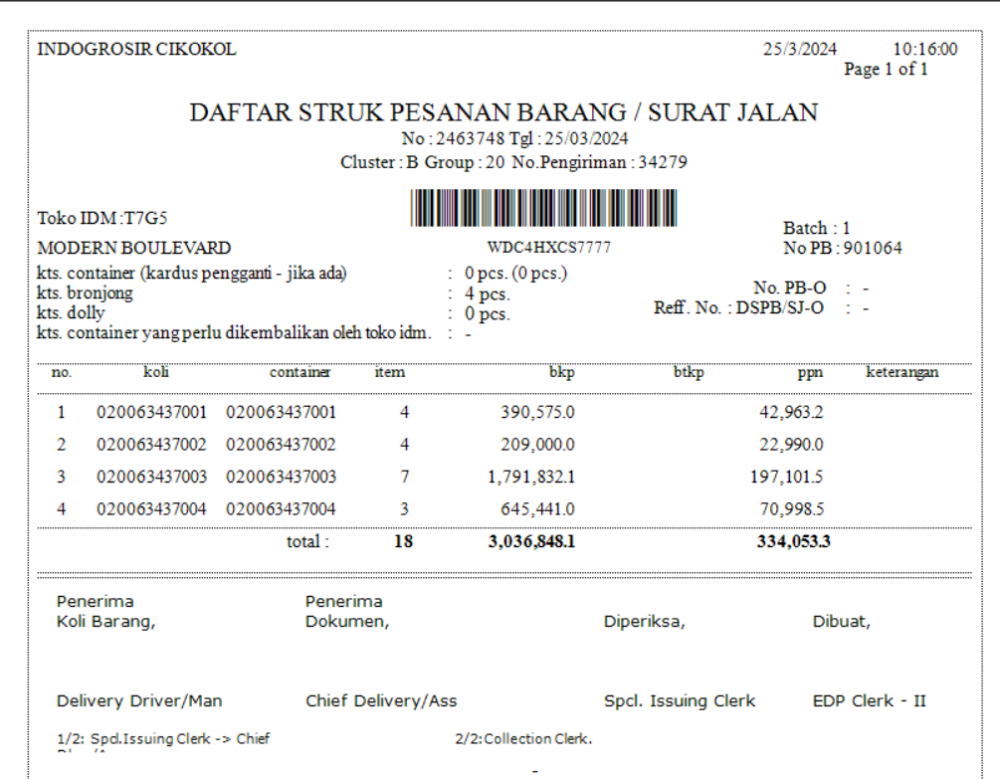 INDOGROSIR CIKOKOL 25/3/2024 10:16:00
Page 1 of 1
DAFTAR STRUK PESANAN BARANG / SURAT JALAN
No : 2463748 Tgl : 25/03/2024
Cluster : B Group : 20 No.Pengiriman : 34279
Toko IDM :T7G5 Batch : 1
MODERN BOULEVARD WDC4HXCS7777 No PB : 901064
kts. container (kardus pengganti - jika ada) : 0 pcs. (0 pcs.)
kts. bronjong : 4 pcs. No. PB-O : -
kts. dolly : 0 pcs. Reff. No. : DSPB/SJ-O : -
kts. container yang perlu dikembalikan oleh toko idm. : -
no. koli container item bkp btkp ppn keterangan
1 020063437001 020063437001 4 390,575.0 42,963.2
2 020063437002 020063437002 4 209,000.0 22,990.0
3 020063437003 020063437003 7 1,791,832.1 197,101.5
4 020063437004 020063437004 3 645,441.0 70,998.5
total : 18 3,036,848.1 334,053.3
Penerima Penerima
Koli Barang, Dokumen, Diperiksa, Dibuat,
Delivery Driver/Man Chief Delivery/Ass Spcl. Issuing Clerk EDP Clerk - II
1/2: Spcl.Issuing Clerk -> Chief 2/2:Collection Clerk.
-